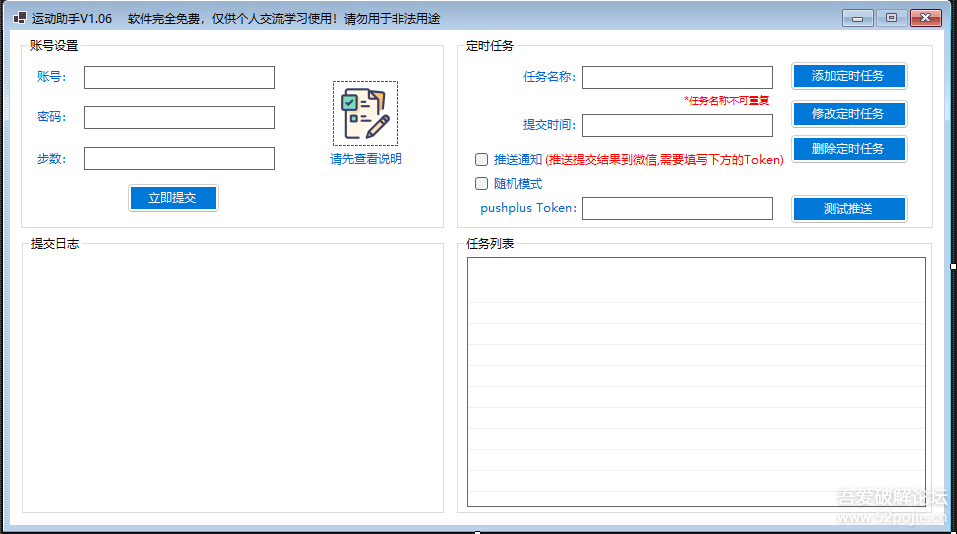 运动助手V1.06 软件完全免费，仅供个人交流学习使用！请勿用于非法用途
账号设置
账号：
密码：
步数：
请先查看说明
立即提交
定时任务
任务名称：
添加定时任务
*任务名称不可重复
提交时间：
修改定时任务
删除定时任务
推送通知 (推送提交结果到微信,需要填写下方的Token)
随机模式
pushplus Token：
测试推送
提交日志
任务列表
吾爱破解论坛
www.52pojie.cn